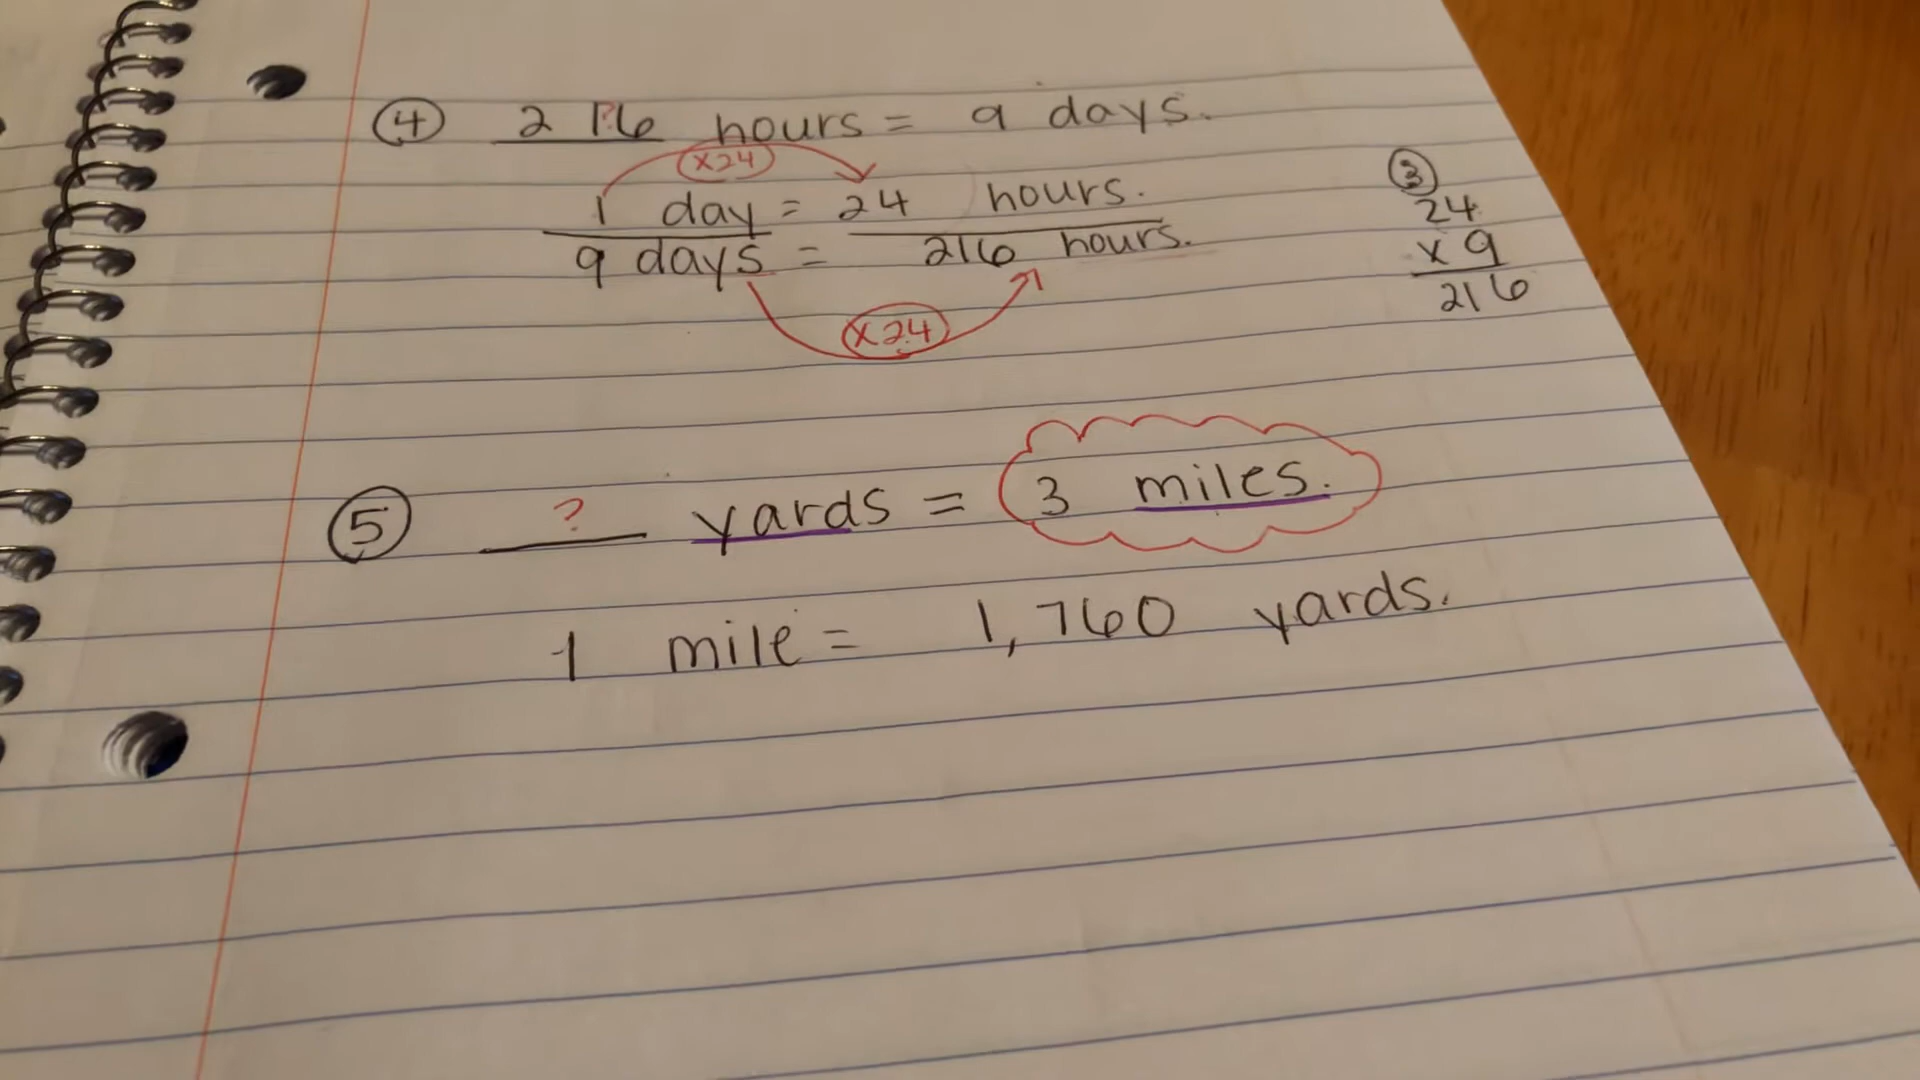 ④ 216 hours = 9 days.
x24
1 day = 24 hours.
9 days = 216 hours.
x24
③
24
x 9
216
⑤ ? yards = 3 miles.
1 mile = 1,760 yards.